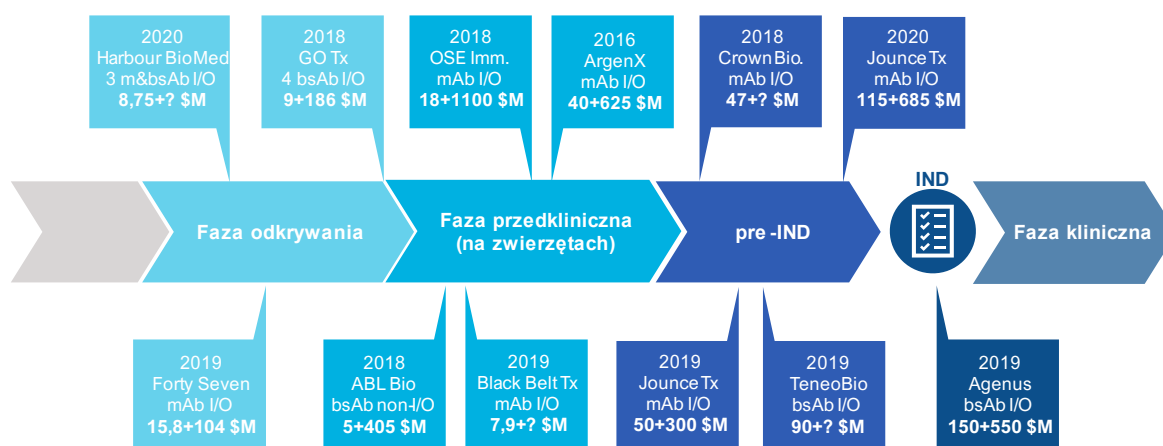 2020
Harbour BioMed
3 m&bsAb I/O
8,75+? $M
2018
GO Tx
4 bsAb I/O
9+186 $M
2018
OSE Imm.
mAb I/O
18+1100 $M
2016
ArgenX
mAb I/O
40+625 $M
2018
Crown Bio.
mAb I/O
47+? $M
2020
Jounce Tx
mAb I/O
115+685 $M
Faza odkrywania
Faza przedkliniczna
(na zwierzętach)
pre -IND
IND
Faza kliniczna
2019
Forty Seven
mAb I/O
15,8+104 $M
2018
ABL Bio
bsAb non-I/O
5+405 $M
2019
Black Belt Tx
mAb I/O
7,9+? $M
2019
Jounce Tx
mAb I/O
50+300 $M
2019
TeneoBio
bsAb I/O
90+? $M
2019
Agenus
bsAb I/O
150+550 $M